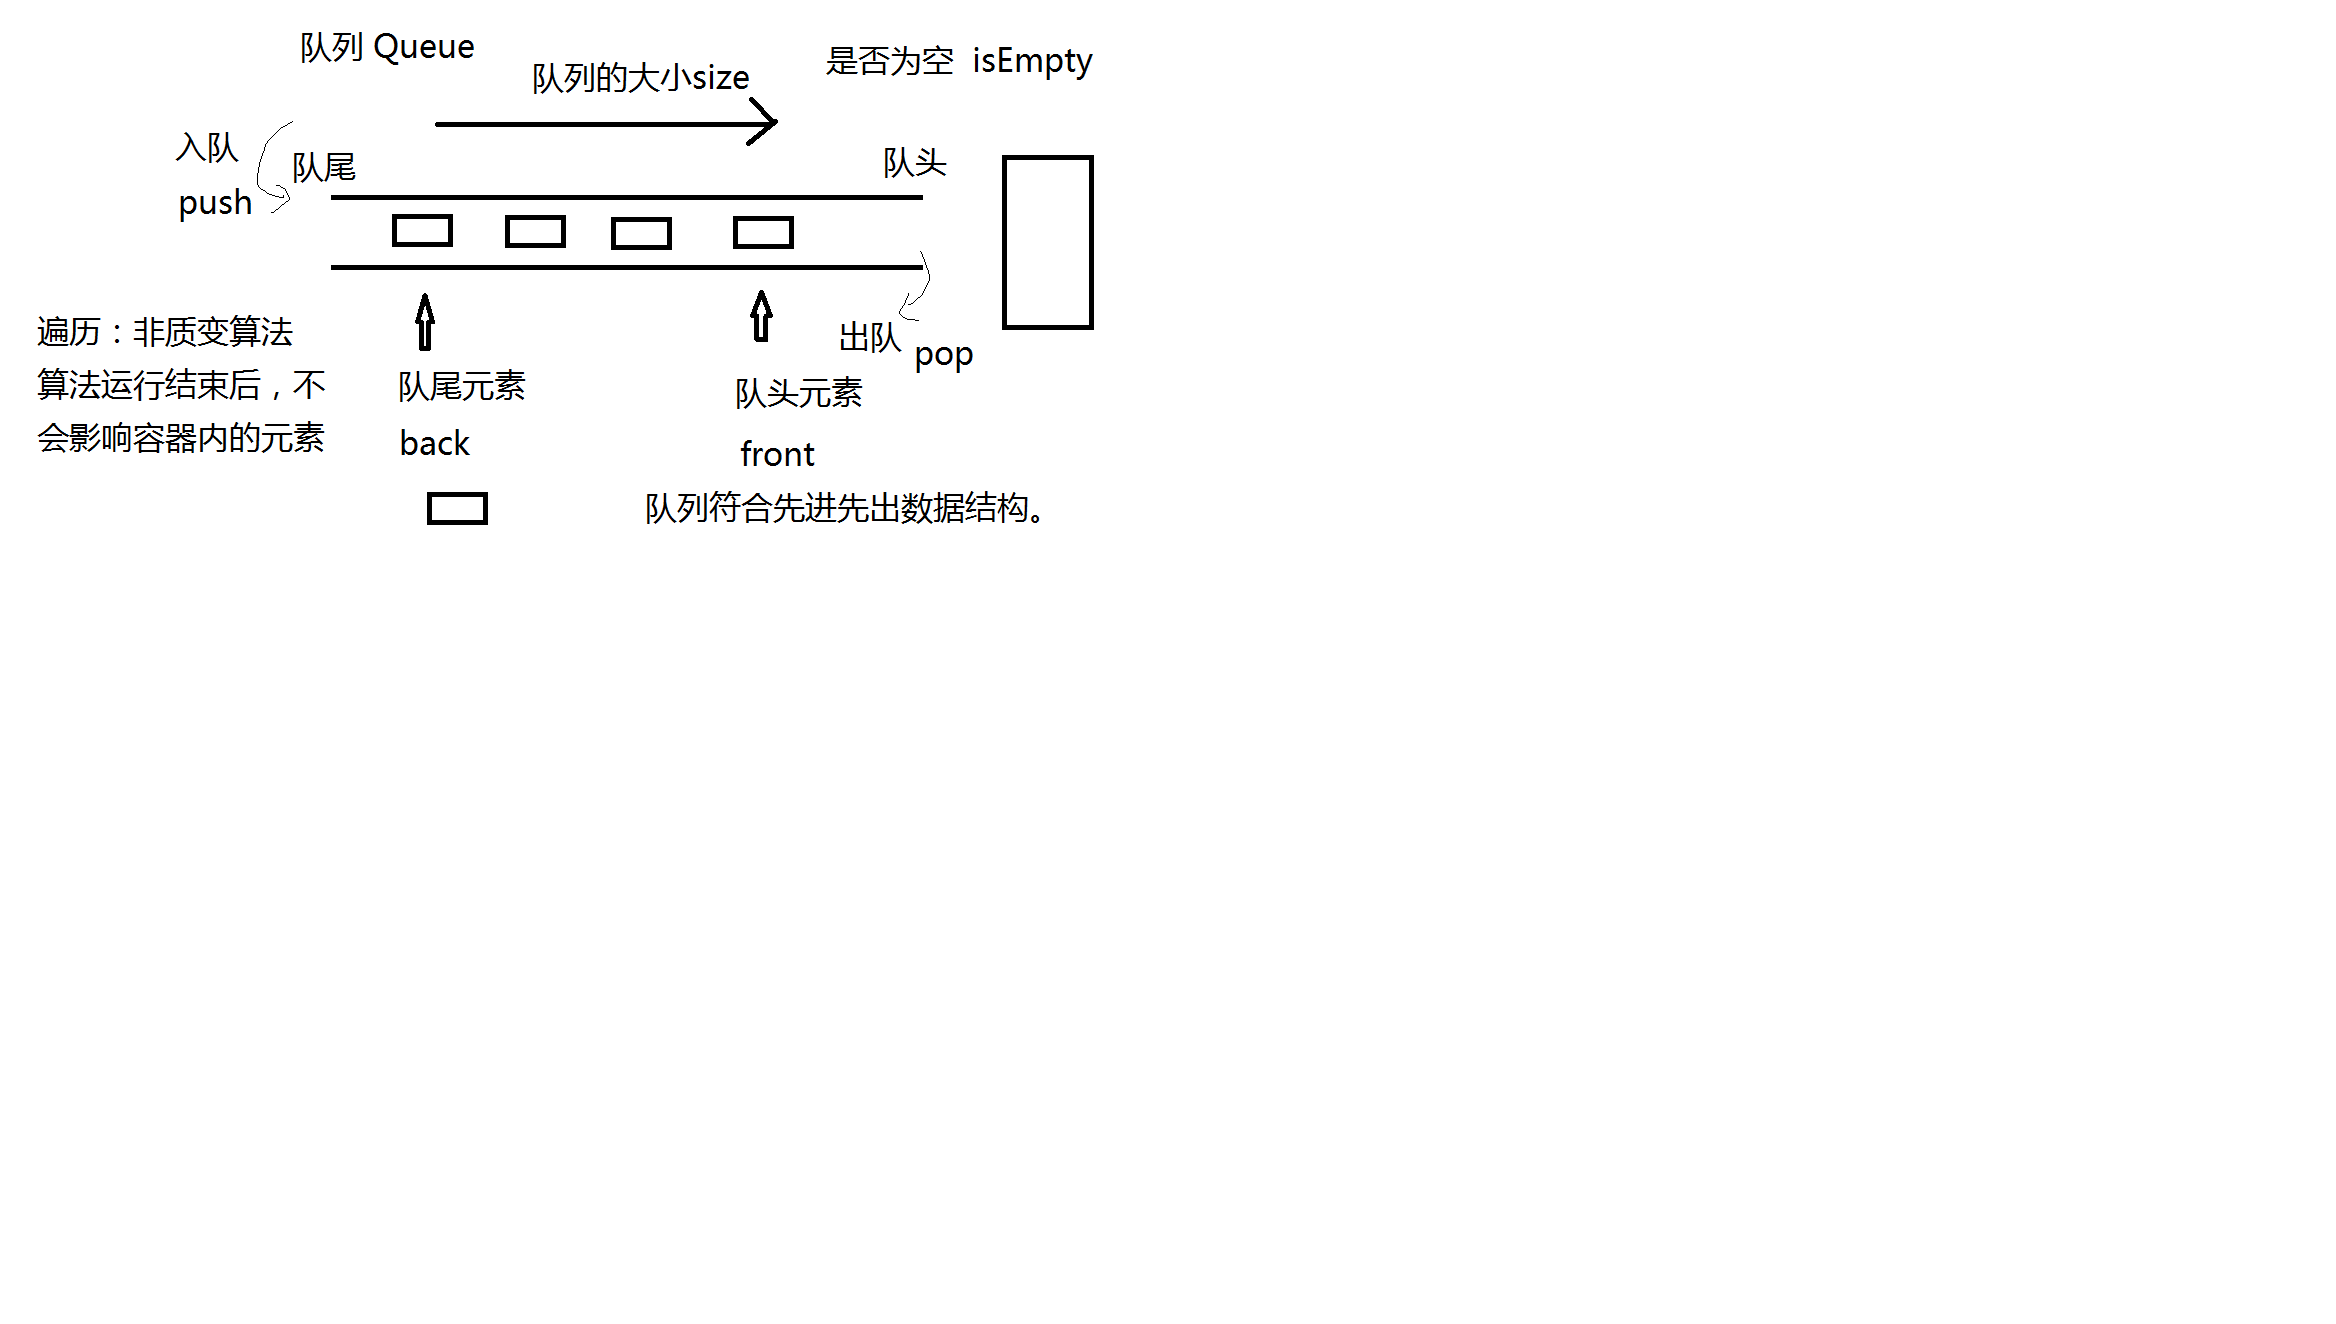 队列 Queue
队列的大小size
是否为空 isEmpty
入队
push
队尾
队头
遍历：非质变算法
算法运行结束后，不
会影响容器内的元素
队尾元素
back
队头元素
front
出队
pop
队列符合先进先出数据结构。